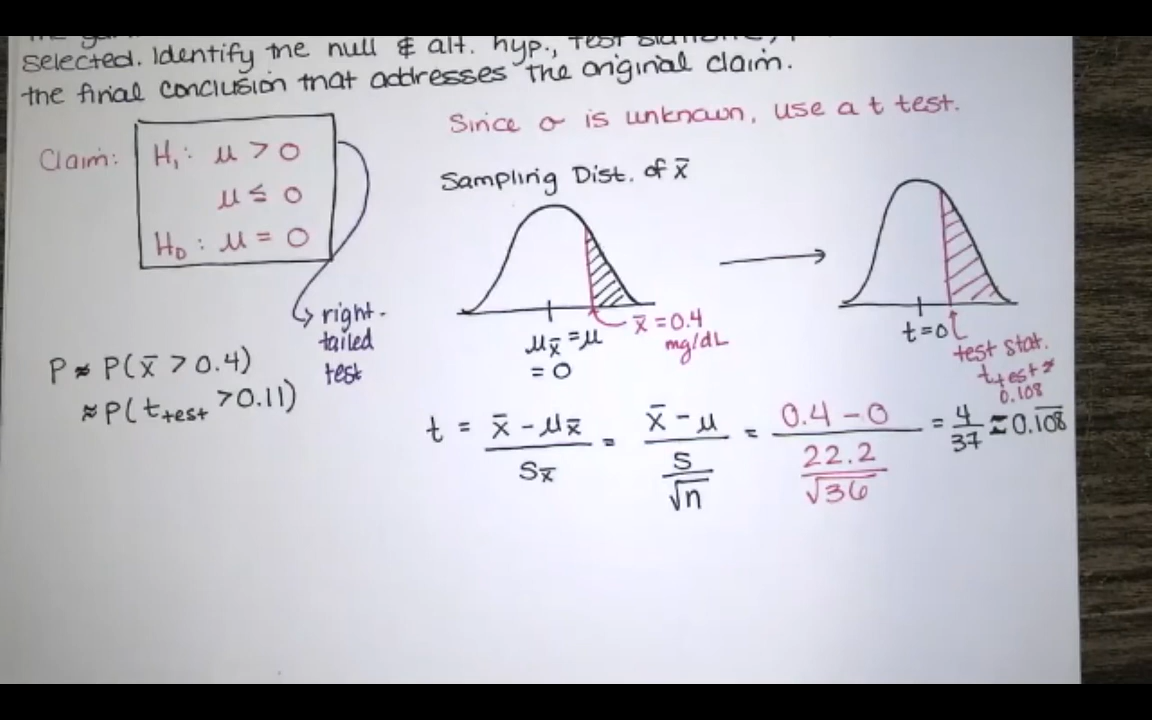 selected. Identify the null & alt. hyp., test
the final conclusion that addresses the original claim.
Since σ is unknown, use a t test.
Claim: H₁: μ > 0
μ ≤ 0
H₀: μ = 0
right-
tailed
test
Sampling Dist. of x̄
μx̄ = μ
= 0
x̄ = 0.4
mg/dL
t = 0
test stat.
t_test ≈
0.108
P ≈ P(x̄ > 0.4)
≈ P(t_test > 0.11)
t = (x̄ - μx̄)/(sx̄) = (x̄ - μ)/(s/√n) = (0.4 - 0)/(22.2/√36) = 4/37 ≈ 0.1̅0̅8̅